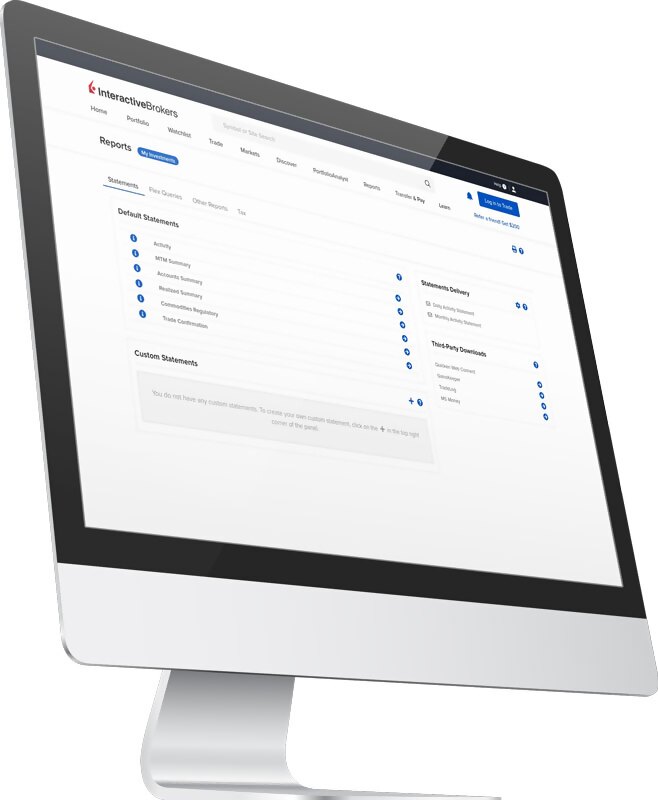 InteractiveBrokers
Symbol or Site Search
Help
Home Portfolio Watchlist Trade Markets Discover PortfolioAnalyst Reports Transfer & Pay Learn
Log in to Trade
Refer a friend! Get $200
Reports My Investments
Statements Flex Queries Other Reports Tax
Default Statements
Activity
MTM Summary
Accounts Summary
Realized Summary
Commodities Regulatory
Trade Confirmation
Custom Statements
You do not have any custom statements. To create your own custom statement, click on the + in the top right
corner of the panel.
Statements Delivery
Daily Activity Statement
Monthly Activity Statement
Third-Party Downloads
Quicken Web Connect
GainsKeeper
TradeLog
MS Money